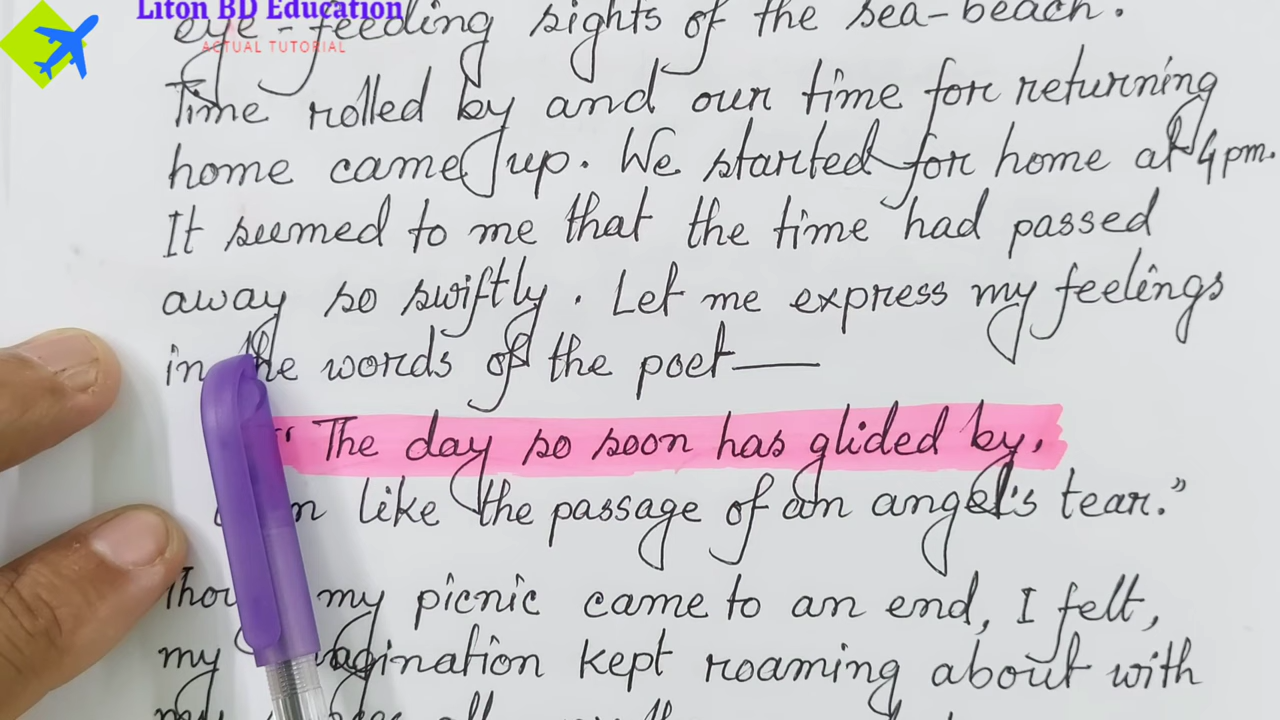 Liton BD Education
ACTUAL TUTORIAL
eye-feeding sights of the sea-beach.
Time rolled by and our time for returning
home came up. We started for home at 4 pm.
It seemed to me that the time had passed
away so swiftly. Let me express my feelings
in the words of the poet—
" The day so soon has glided by.
like the passage of an angel's tear."
my picnic came to an end, I felt,
my kept roaming about with
my